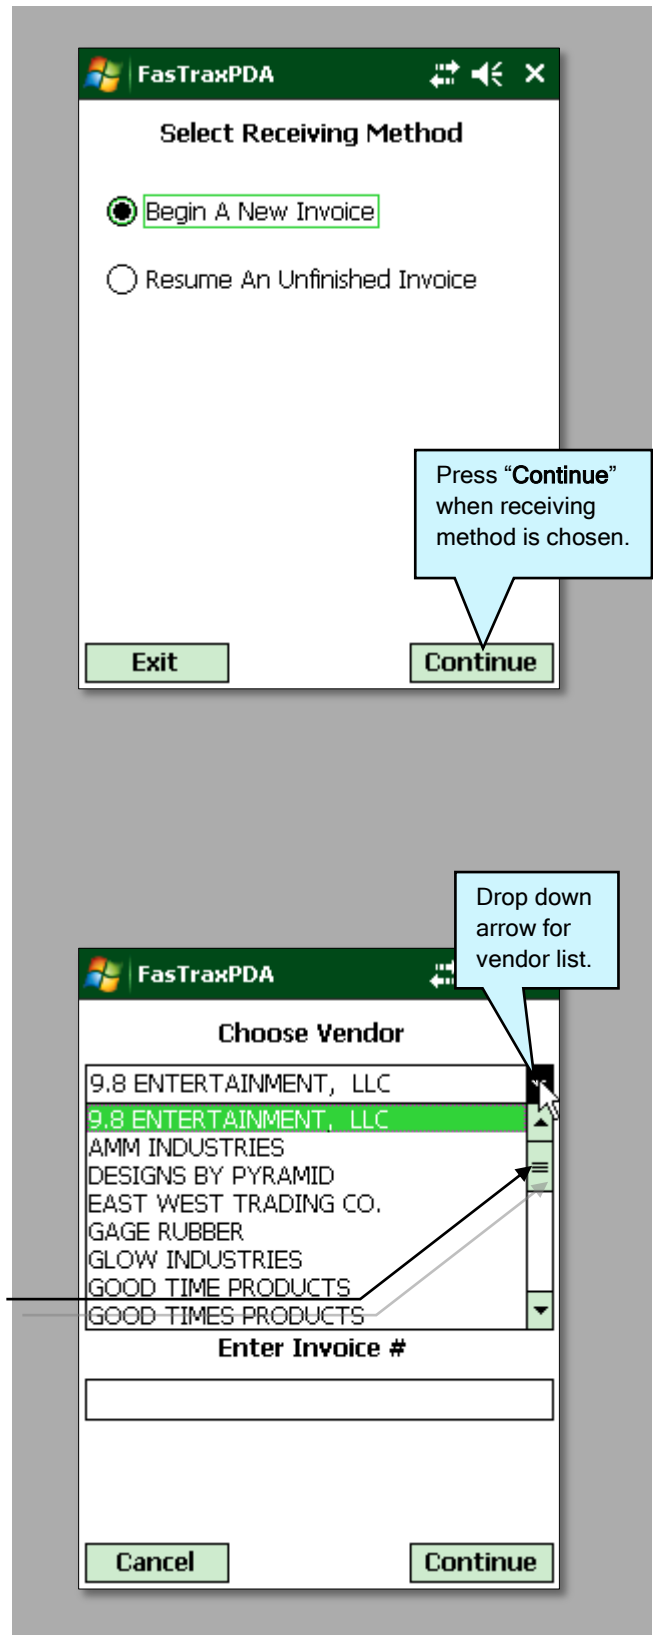 FasTraxPDA
Select Receiving Method
Begin A New Invoice
Resume An Unfinished Invoice
Press “Continue”
when receiving
method is chosen.
Exit
Continue
Drop down
arrow for
vendor list.
FasTraxPDA
Choose Vendor
9.8 ENTERTAINMENT, LLC
9.8 ENTERTAINMENT, LLC
AMM INDUSTRIES
DESIGNS BY PYRAMID
EAST WEST TRADING CO.
GAGE RUBBER
GLOW INDUSTRIES
GOOD TIME PRODUCTS
GOOD TIMES PRODUCTS
Enter Invoice #
Cancel
Continue